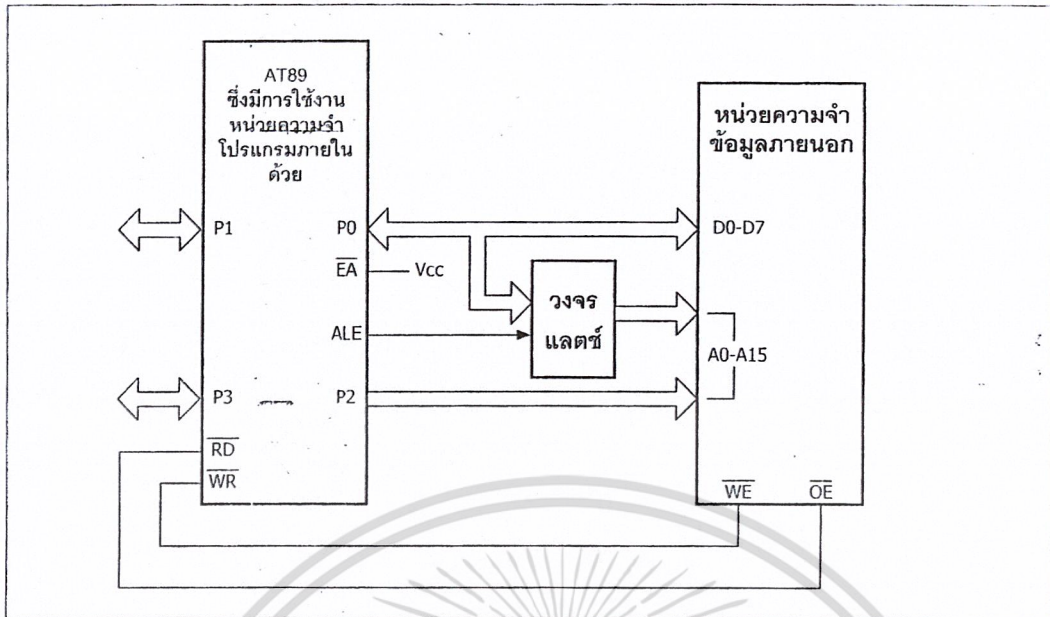 AT89
ซึ่งมีการใช้งาน
หน่วยความจำ
โปรแกรมภายใน
ด้วย
หน่วยความจำ
ข้อมูลภายนอก
P1
P0
D0-D7
EA
Vcc
วงจร
แลตช์
ALE
A0-A15
P3
P2
RD
WR
WE
OE